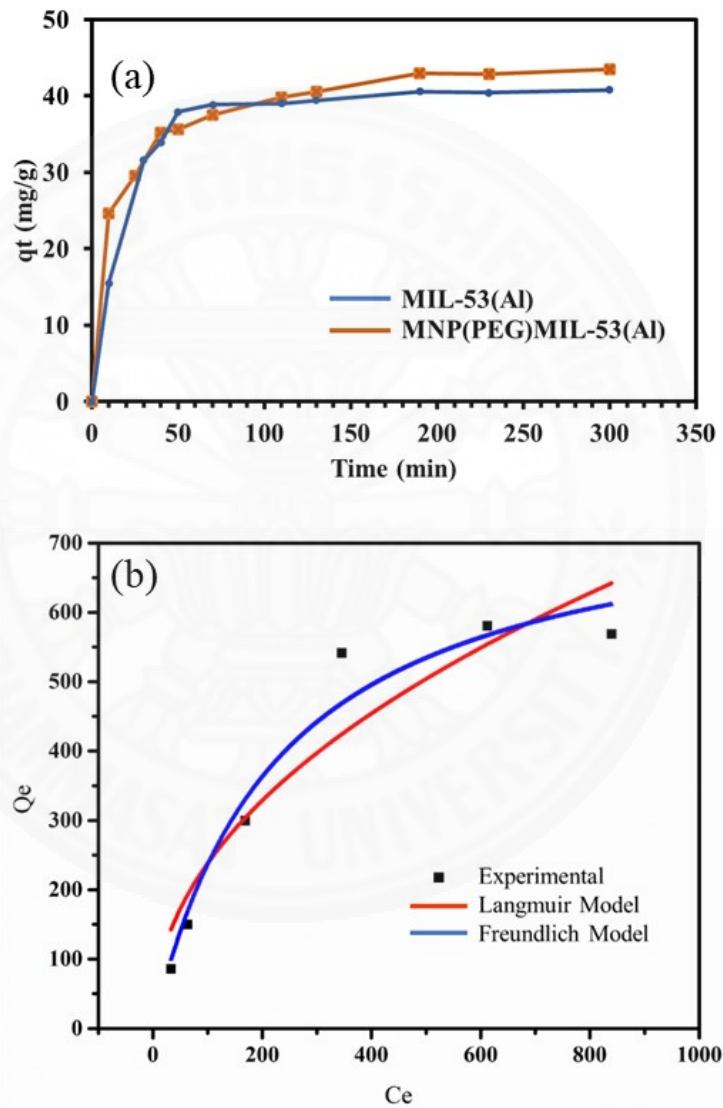 (a)
50
40
30
20
10
0
qt (mg/g)
0 50 100 150 200 250 300 350
Time (min)
MIL-53(Al)
MNP(PEG)MIL-53(Al)
(b)
700
600
500
400
300
200
100
0
Qe
0 200 400 600 800 1000
Ce
Experimental
Langmuir Model
Freundlich Model
UNIVERSITY